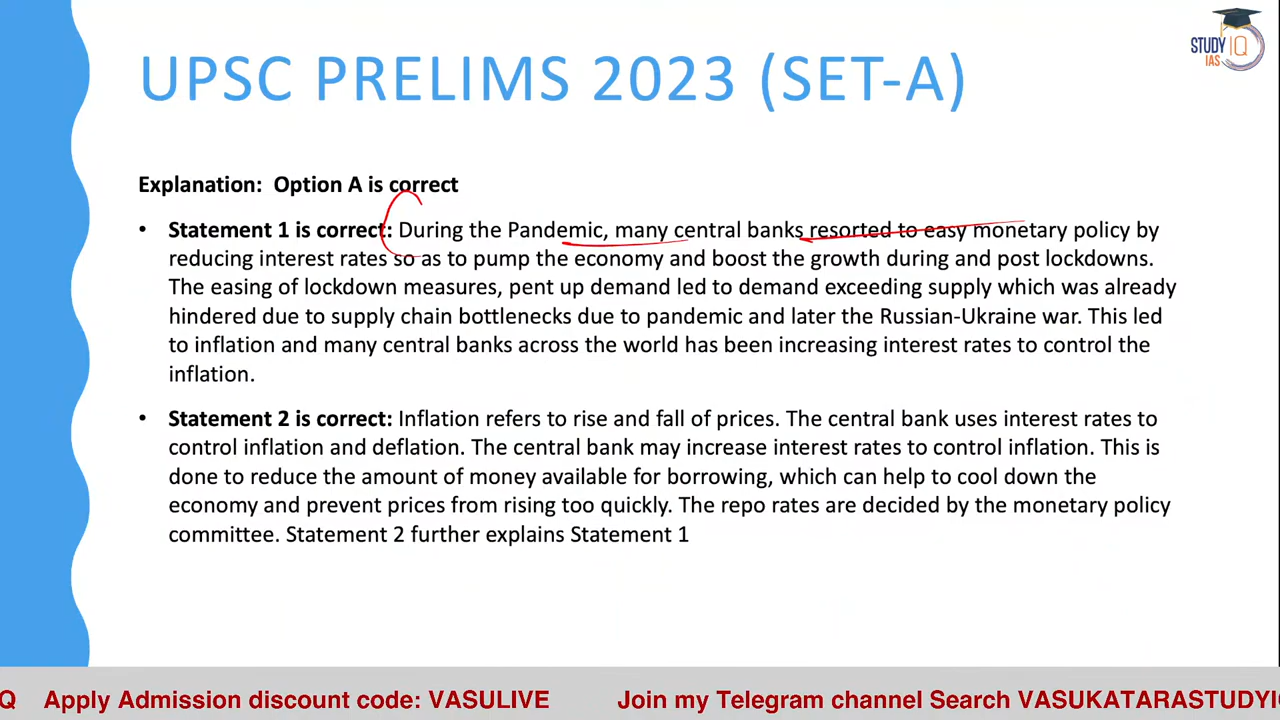 STUDY IQ
IAS
UPSC PRELIMS 2023 (SET-A)
Explanation: Option A is correct
• Statement 1 is correct: During the Pandemic, many central banks resorted to easy monetary policy by
reducing interest rates so as to pump the economy and boost the growth during and post lockdowns.
The easing of lockdown measures, pent up demand led to demand exceeding supply which was already
hindered due to supply chain bottlenecks due to pandemic and later the Russian-Ukraine war. This led
to inflation and many central banks across the world has been increasing interest rates to control the
inflation.
• Statement 2 is correct: Inflation refers to rise and fall of prices. The central bank uses interest rates to
control inflation and deflation. The central bank may increase interest rates to control inflation. This is
done to reduce the amount of money available for borrowing, which can help to cool down the
economy and prevent prices from rising too quickly. The repo rates are decided by the monetary policy
committee. Statement 2 further explains Statement 1
Q Apply Admission discount code: VASULIVE Join my Telegram channel Search VASUKATARASTUDYI